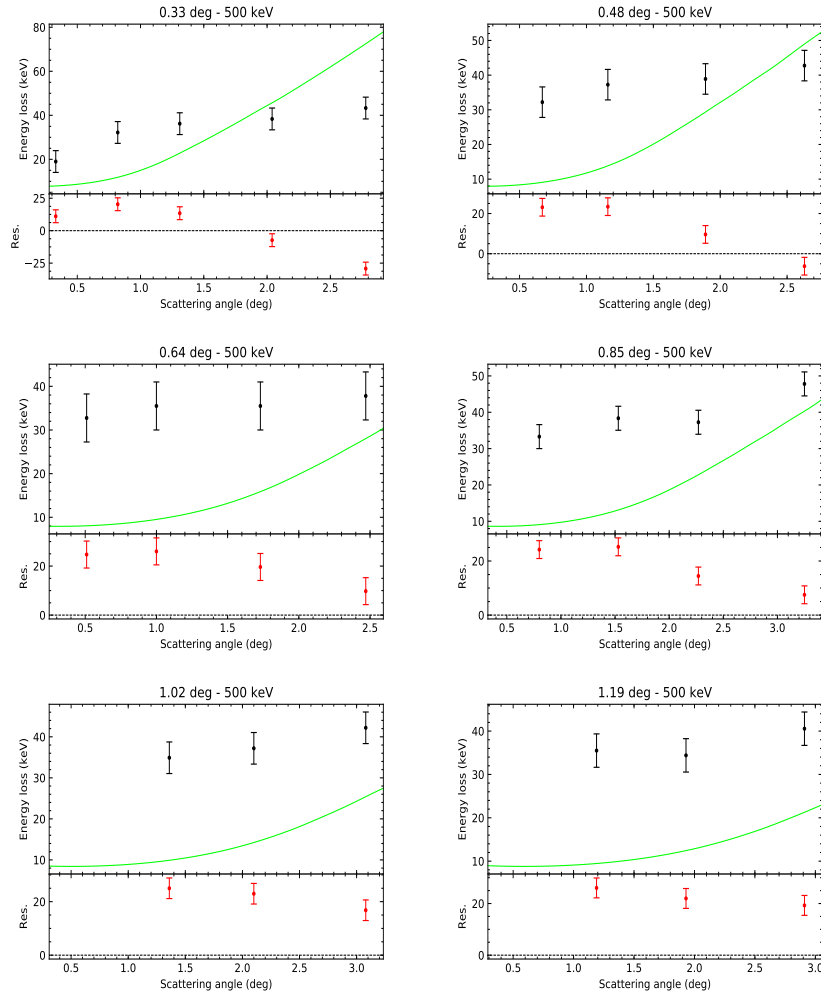 0.33 deg - 500 keV
80
60
40
20
Energy loss (keV)
25
0
−25
Res.
0.5 1.0 1.5 2.0 2.5
Scattering angle (deg)
0.48 deg - 500 keV
50
40
30
20
10
Energy loss (keV)
20
0
Res.
0.5 1.0 1.5 2.0 2.5
Scattering angle (deg)
0.64 deg - 500 keV
40
30
20
10
Energy loss (keV)
20
0
Res.
0.5 1.0 1.5 2.0 2.5
Scattering angle (deg)
0.85 deg - 500 keV
50
40
30
20
10
Energy loss (keV)
20
0
Res.
0.5 1.0 1.5 2.0 2.5 3.0
Scattering angle (deg)
1.02 deg - 500 keV
40
30
20
10
Energy loss (keV)
20
0
Res.
0.5 1.0 1.5 2.0 2.5 3.0
Scattering angle (deg)
1.19 deg - 500 keV
40
30
20
10
Energy loss (keV)
20
0
Res.
0.5 1.0 1.5 2.0 2.5 3.0
Scattering angle (deg)